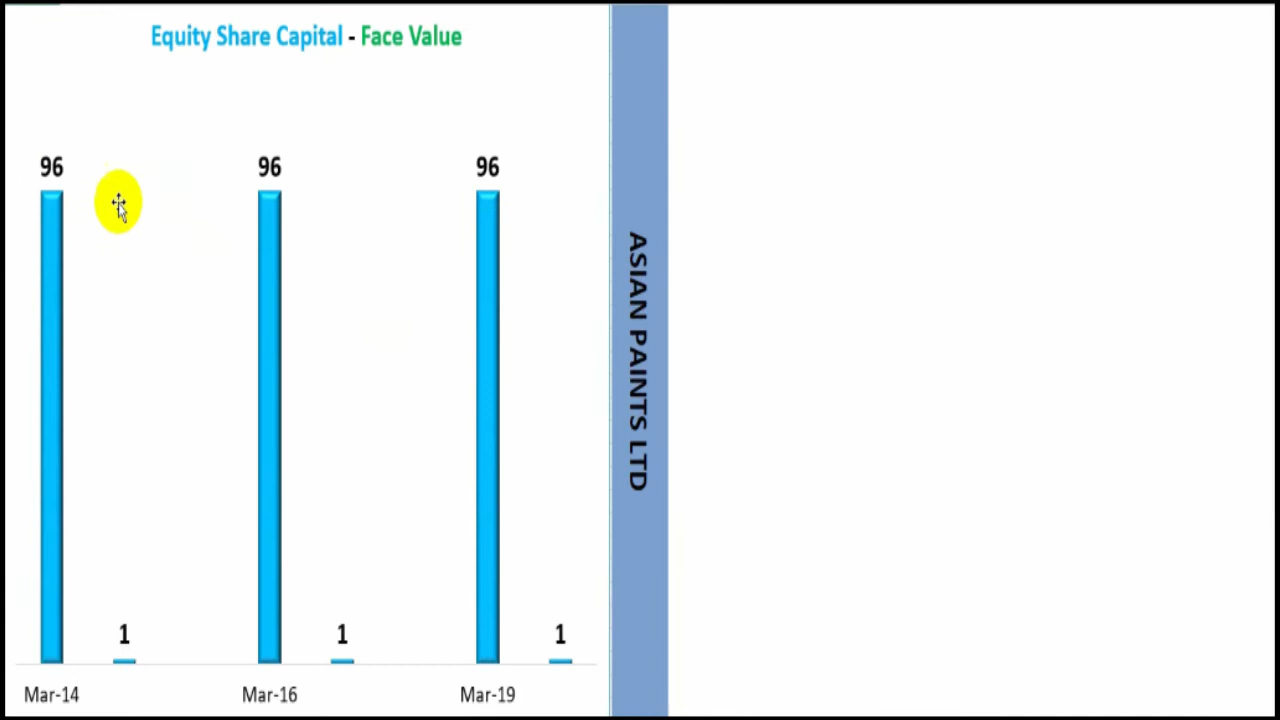 Equity Share Capital - Face Value
96 96 96
1 1 1
Mar-14 Mar-16 Mar-19
ASIAN PAINTS LTD